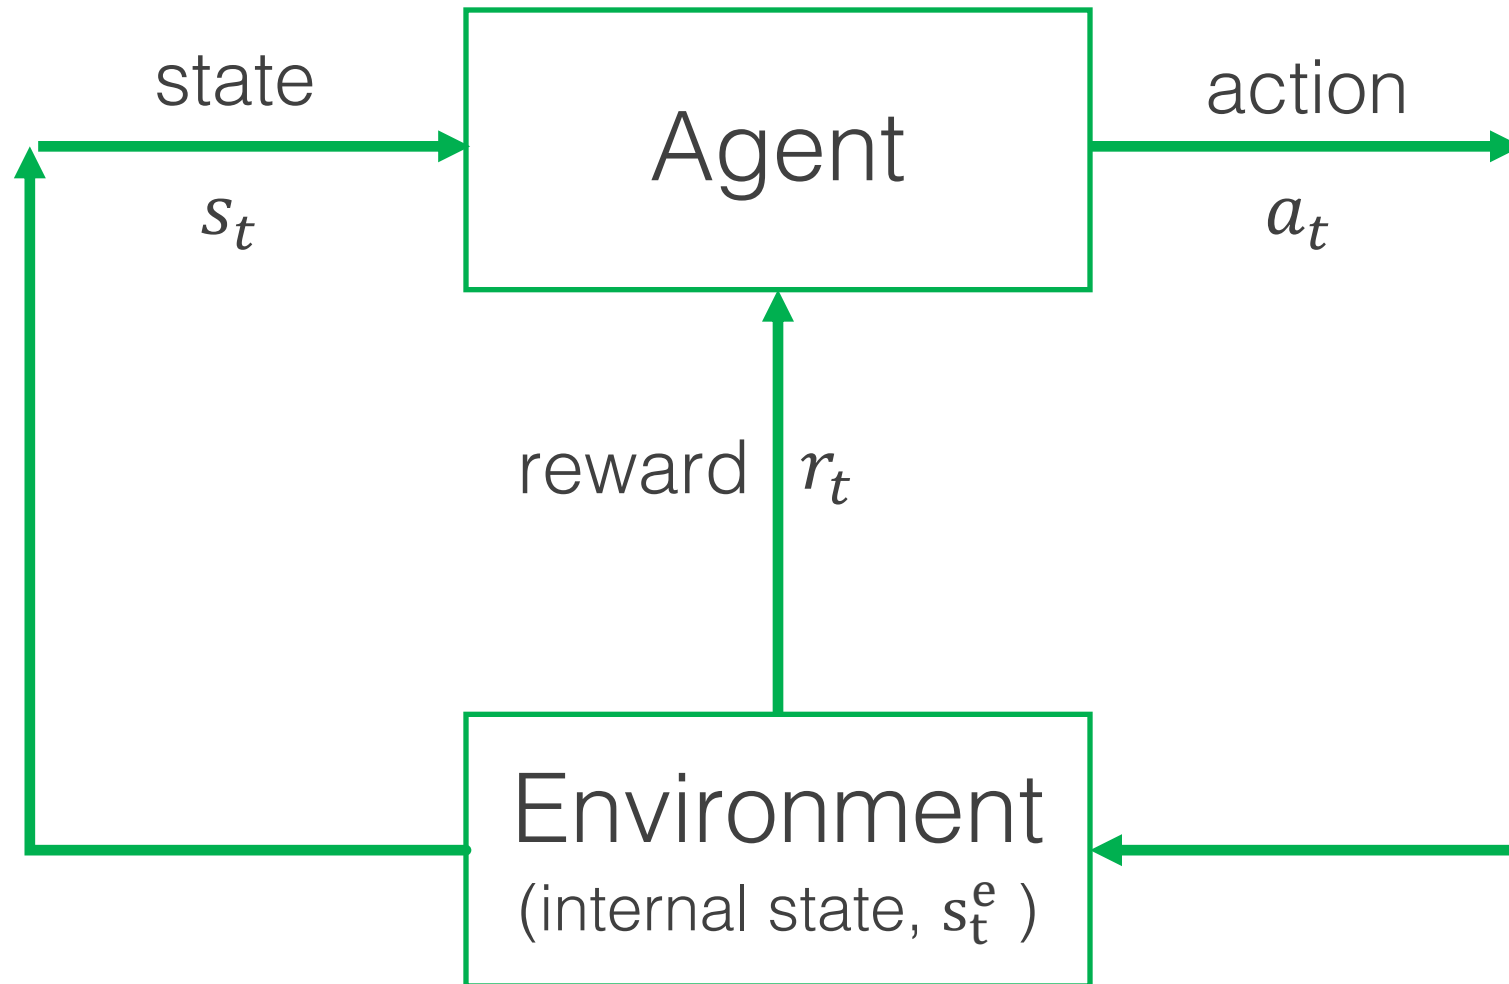 state
Agent
action
s_t
a_t
reward r_t
Environment
(internal state, s_t^e )